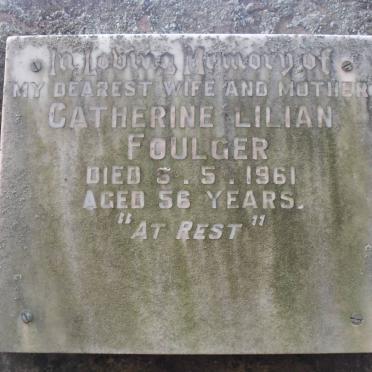 In Loving Memory of
MY DEAREST WIFE AND MOTHER
CATHERINE LILIAN
FOULGER
DIED 5 . 1961
AGED 56 YEARS.
"AT REST"